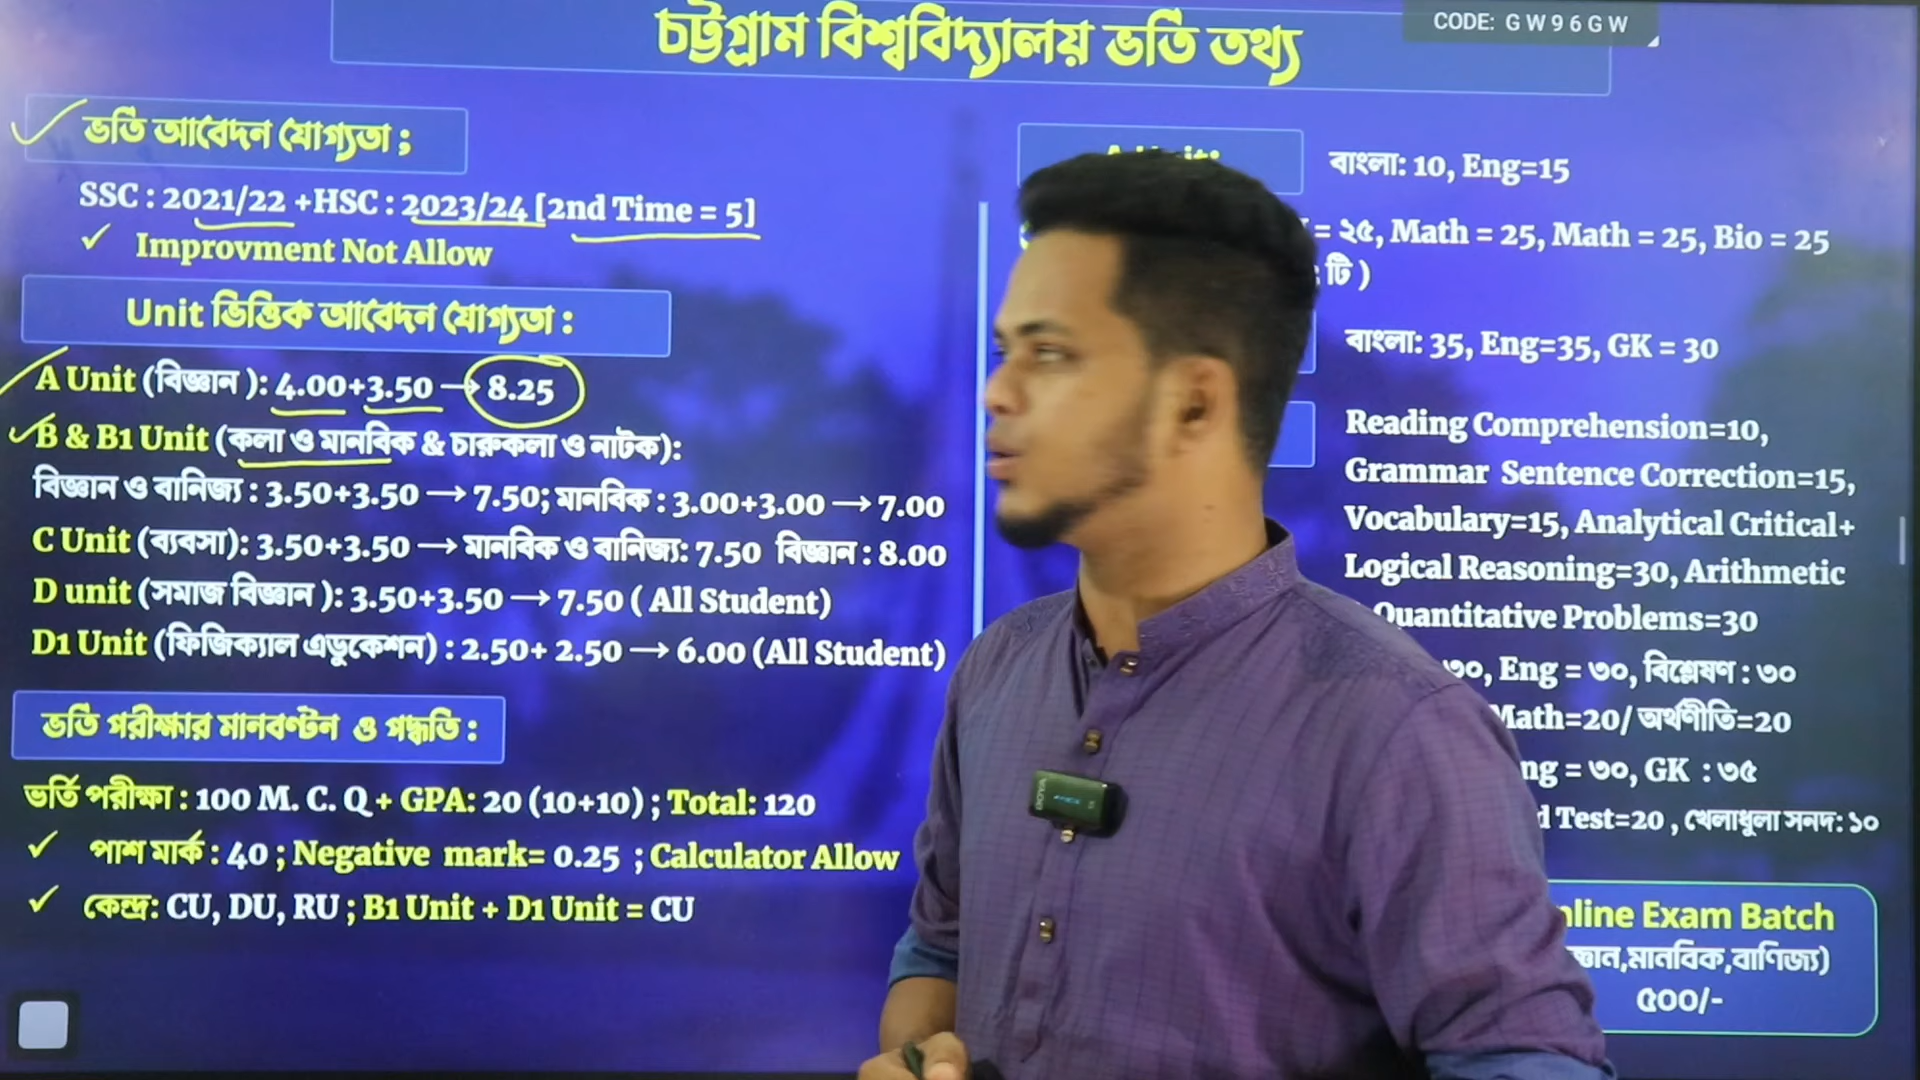 চট্টগ্রাম বিশ্ববিদ্যালয় ভর্তি তথ্য
CODE: GW96GW
ভর্তি আবেদন যোগ্যতা ;
SSC : 2021/22 +HSC : 2023/24 [2nd Time = 5]
Improvment Not Allow
Unit ভিত্তিক আবেদন যোগ্যতা :
A Unit (বিজ্ঞান ): 4.00+3.50 → 8.25
B & B1 Unit (কলা ও মানবিক & চারুকলা ও নাটক):
বিজ্ঞান ও বানিজ্য : 3.50+3.50 → 7.50; মানবিক : 3.00+3.00 → 7.00
C Unit (ব্যবসা): 3.50+3.50 → মানবিক ও বানিজ্য: 7.50 বিজ্ঞান : 8.00
D unit (সমাজ বিজ্ঞান ): 3.50+3.50 → 7.50 ( All Student)
D1 Unit (ফিজিক্যাল এডুকেশন) : 2.50+ 2.50 → 6.00 (All Student)
ভর্তি পরীক্ষার মানবণ্টন ও পদ্ধতি :
ভর্তি পরীক্ষা : 100 M. C. Q + GPA: 20 (10+10) ; Total: 120
পাশ মার্ক : 40 ; Negative mark= 0.25 ; Calculator Allow
কেন্দ্র: CU, DU, RU ; B1 Unit + D1 Unit = CU
বাংলা: 10, Eng=15
= ২৫, Math = 25, Math = 25, Bio = 25
টি )
বাংলা: 35, Eng=35, GK = 30
Reading Comprehension=10,
Grammar Sentence Correction=15,
Vocabulary=15, Analytical Critical+
Logical Reasoning=30, Arithmetic
Quantitative Problems=30
৩০, Eng = ৩০, বিশ্লেষণ : ৩০
Math=20/ অর্থনীতি=20
ng = ৩০, GK : ৩৫
d Test=20 , খেলাধুলা সনদ: ১০
nline Exam Batch
জ্ঞান,মানবিক,বাণিজ্য)
৫০০/-